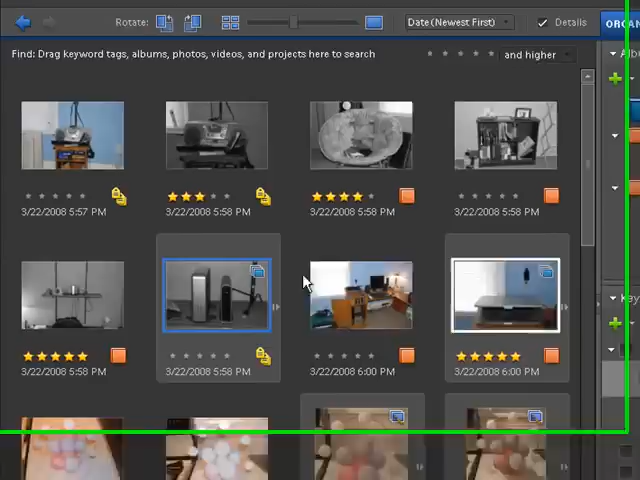 Rotate: Date (Newest First) Details ORGAN
Find: Drag keyword tags, albums, photos, videos, and projects here to search and higher Albu
3/22/2008 5:57 PM 3/22/2008 5:58 PM 3/22/2008 5:58 PM 3/22/2008 5:58 PM
Key
3/22/2008 5:58 PM 3/22/2008 5:58 PM 3/22/2008 6:00 PM 3/22/2008 6:00 PM